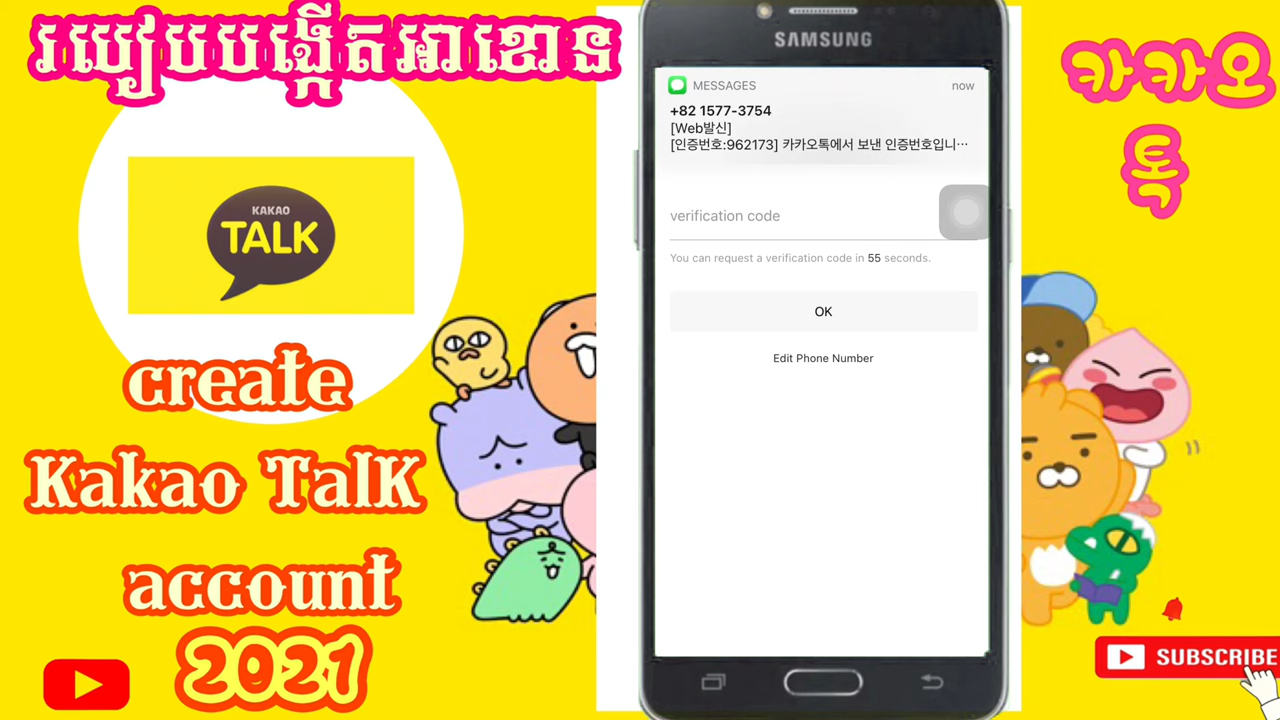 របៀបបង្កើតអាខោន
KAKAO
TALK
create
Kakao TalK
account
2021
SAMSUNG
MESSAGES
now
+82 1577-3754
[Web발신]
[인증번호:962173] 카카오톡에서 보낸 인증번호입니…
verification code
You can request a verification code in 55 seconds.
OK
Edit Phone Number
카카오
톡
SUBSCRIBE